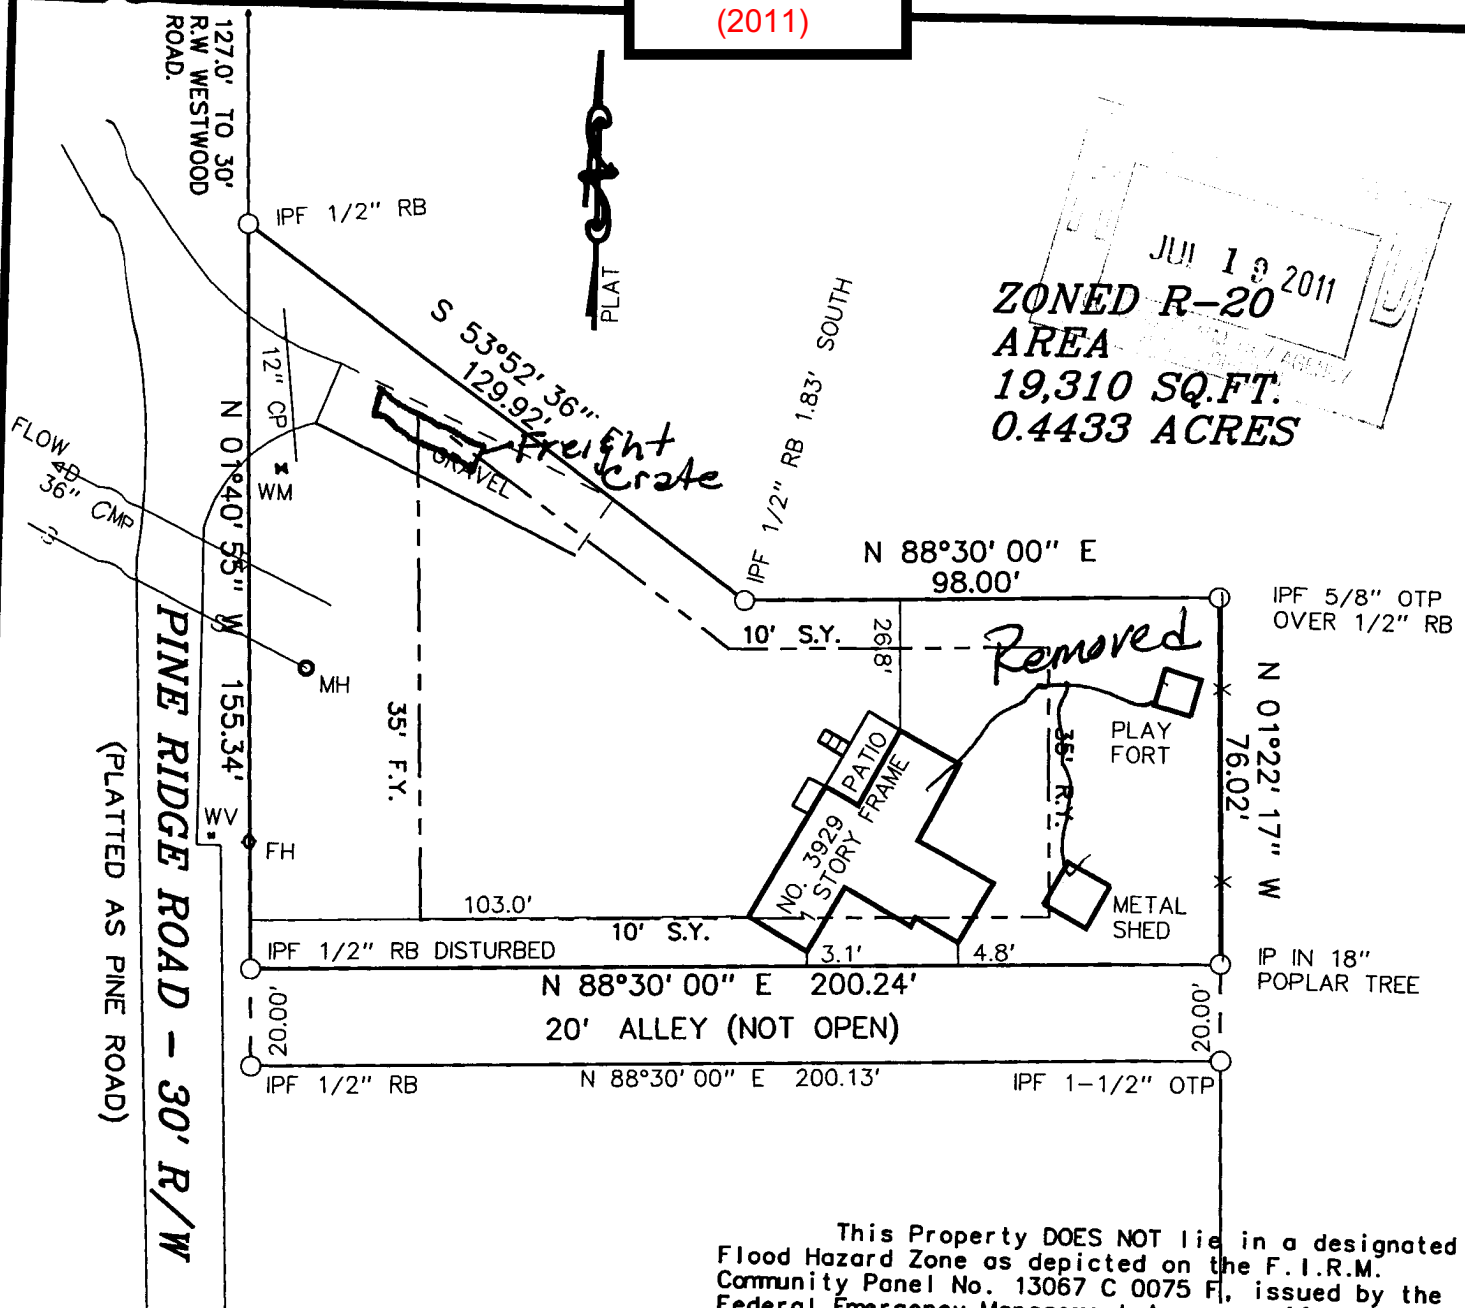 (2011)
127.0' TO 30'
R.W WESTWOOD
ROAD.
IPF 1/2" RB
PLAT
JUl 19 2011
ZONED R-20
AREA
19,310 SQ.FT.
0.4433 ACRES
S 53°52'36"
129.92'
IPF 1/2" RB 1.83' SOUTH
12" CP
WM
FLOW
36" CMP
GRAVEL
Freight
Crate
N 01°40'55" W 155.34'
N 88°30'00" E
98.00'
IPF 5/8" OTP
OVER 1/2" RB
10' S.Y.
26.8'
Removed
MH
35' F.Y.
PATIO
NO. 3929
1 STORY FRAME
35' R.Y.
PLAY
FORT
N 01°22'17" W
76.02'
WV
FH
PINE RIDGE ROAD - 30' R/W
(PLATTED AS PINE ROAD)
103.0'
10' S.Y.
METAL
SHED
IPF 1/2" RB DISTURBED
3.1'
4.8'
IP IN 18"
POPLAR TREE
N 88°30'00" E 200.24'
20.00'
20' ALLEY (NOT OPEN)
20.00'
IPF 1/2" RB
N 88°30'00" E 200.13'
IPF 1-1/2" OTP
This Property DOES NOT lie in a designated
Flood Hazard Zone as depicted on the F.I.R.M.
Community Panel No. 13067 C 0075 F, issued by the
Federal Emergency Management